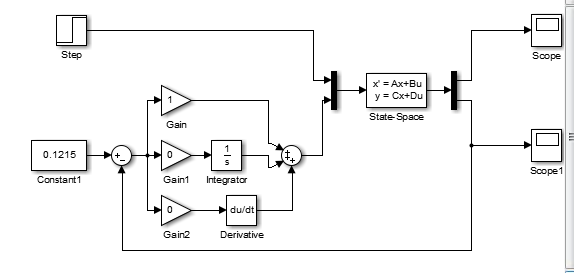 Step
Scope
x' = Ax+Bu
y = Cx+Du
State-Space
1
Gain
0.1215
Constant1
0
Gain1
1
s
Integrator
Scope1
0
Gain2
du/dt
Derivative